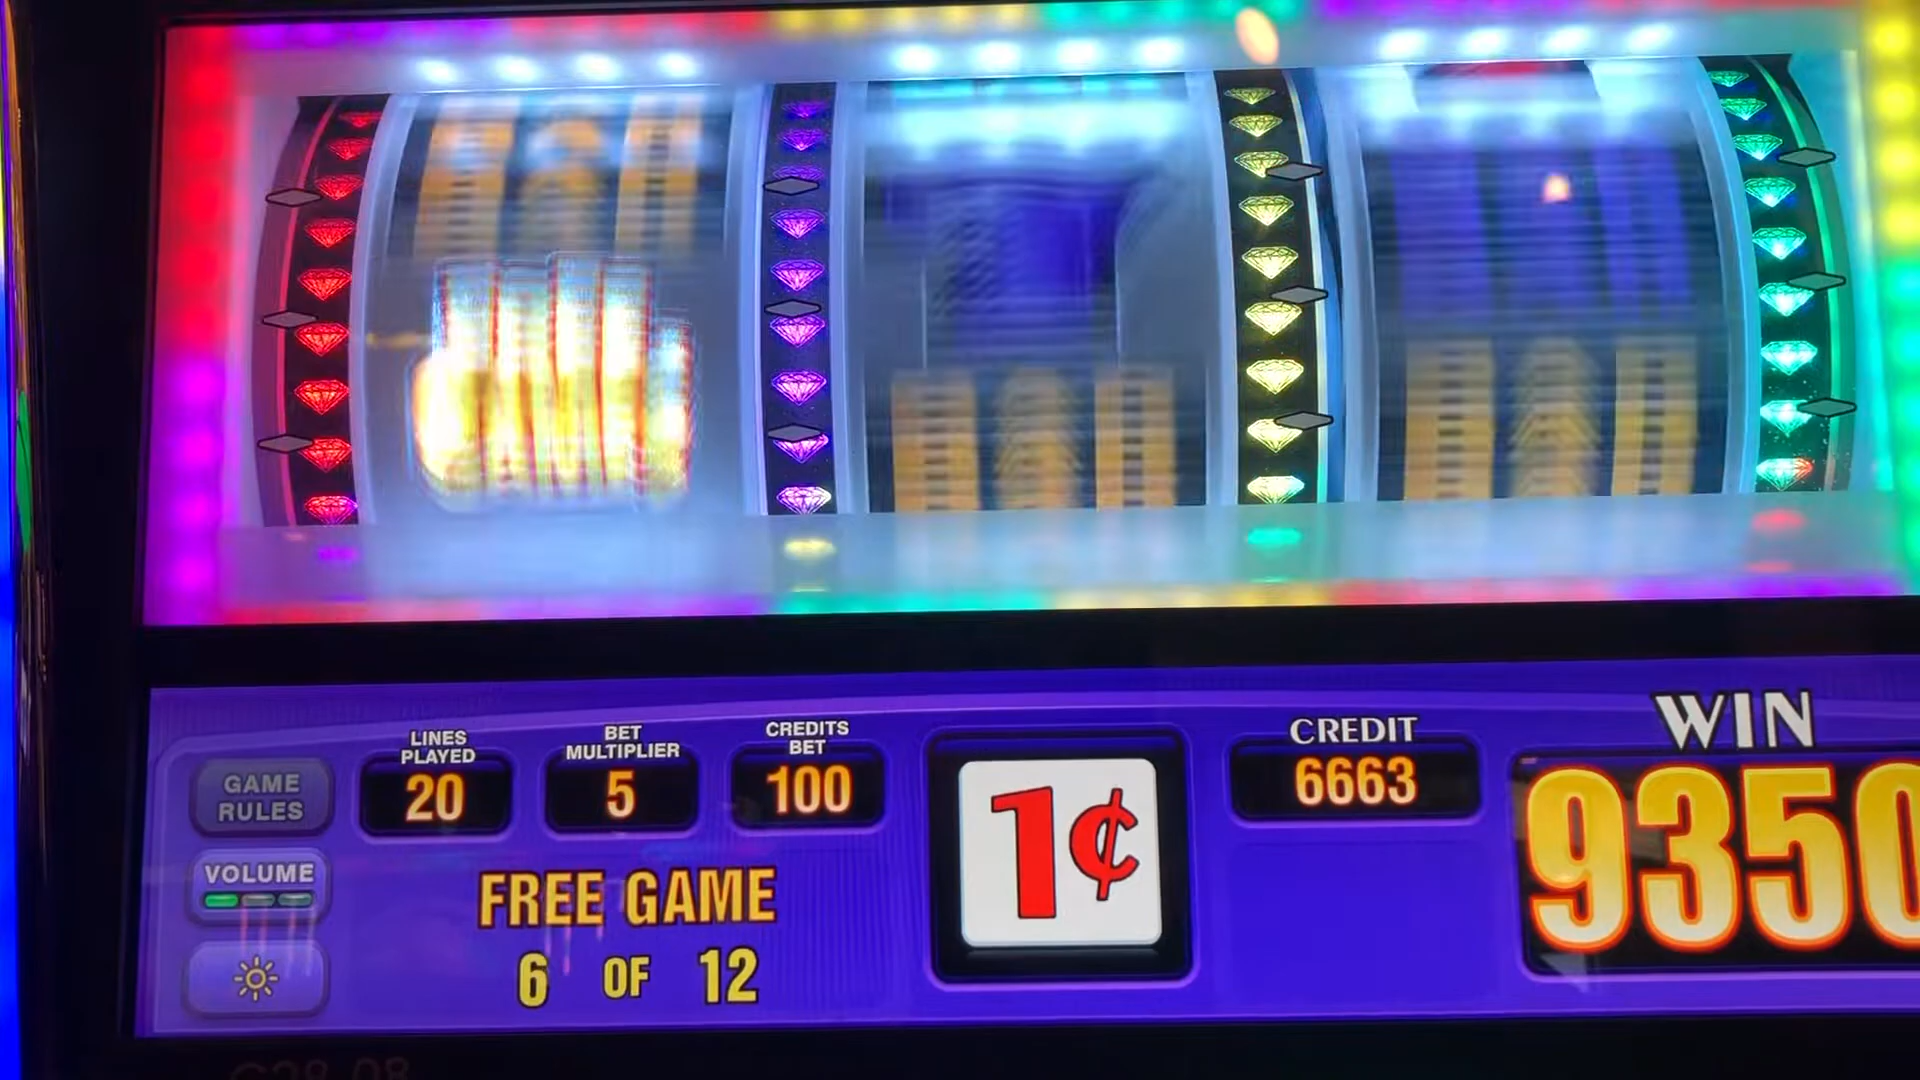 LINES
PLAYED
20
BET
MULTIPLIER
5
CREDITS
BET
100
CREDIT
6663
WIN
9350
GAME
RULES
VOLUME
1¢
FREE GAME
6 OF 12